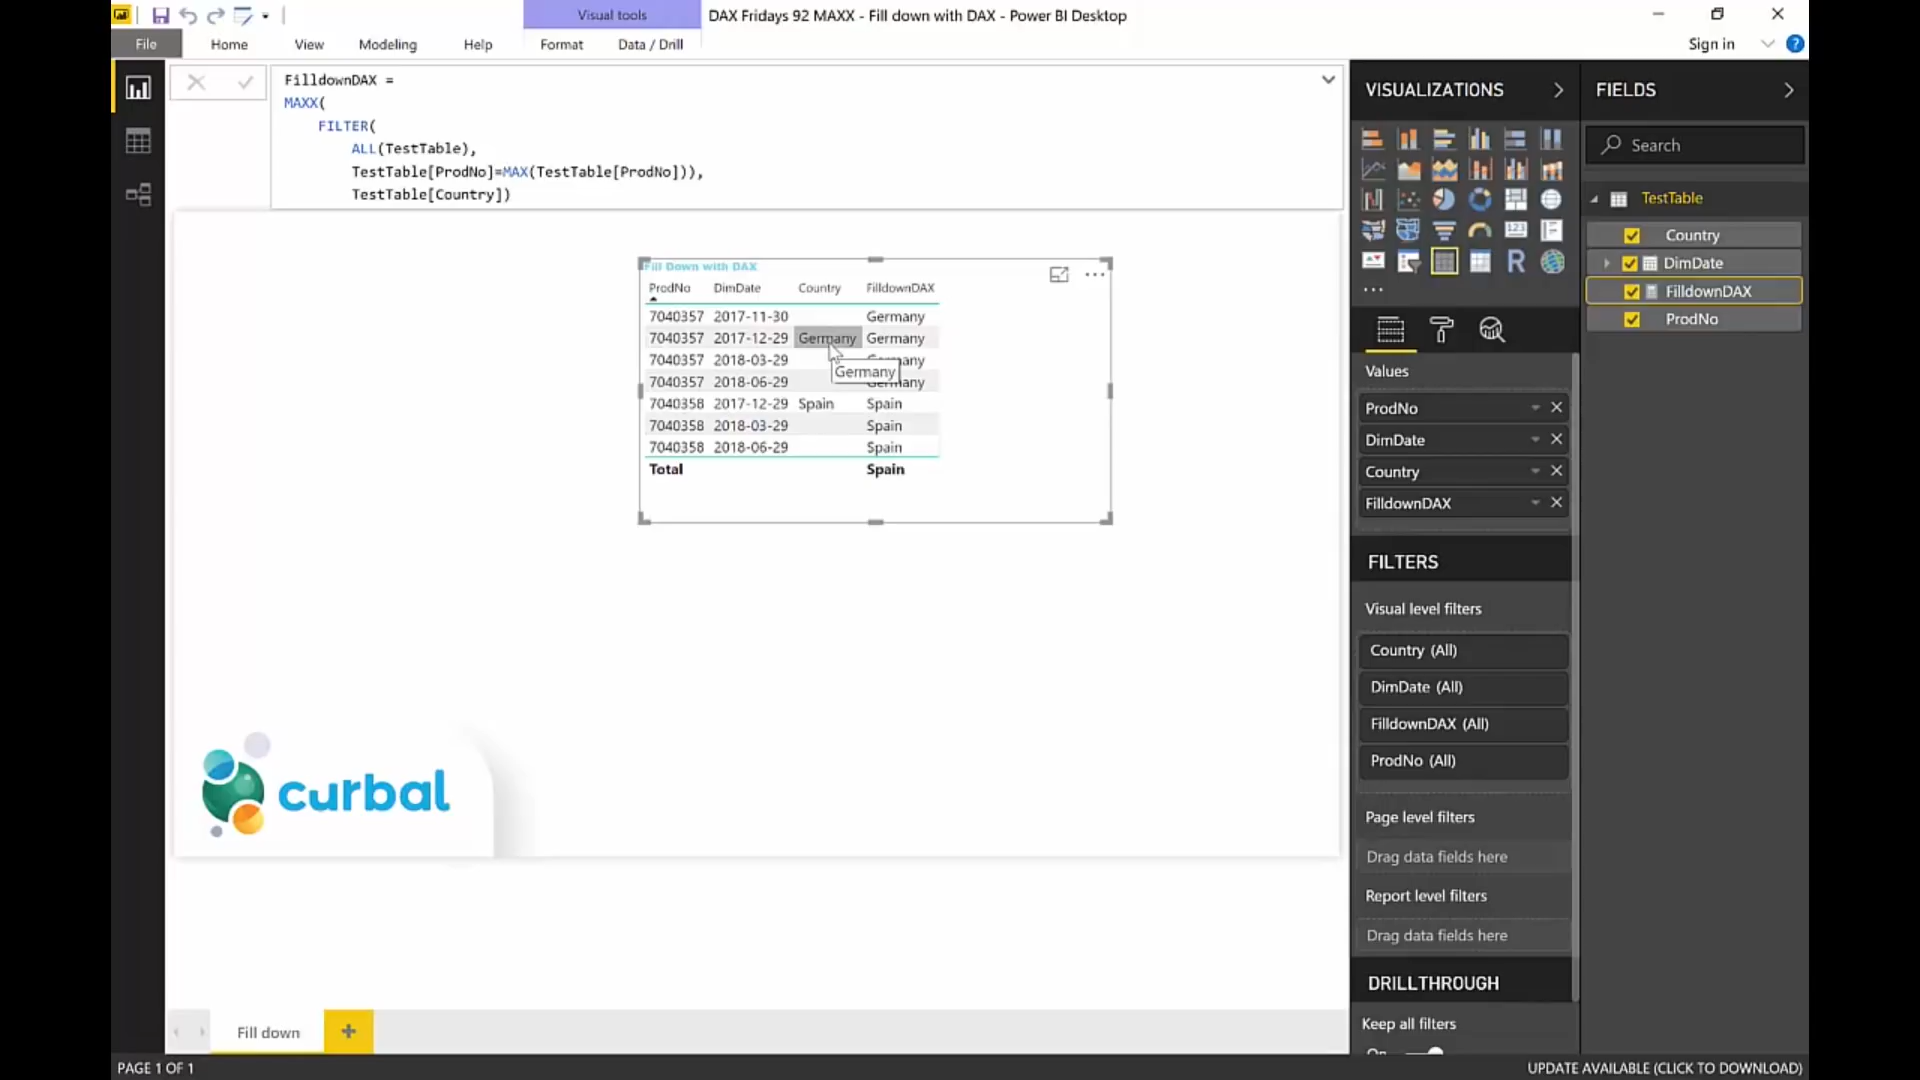 Visual tools
DAX Fridays 92 MAXX - Fill down with DAX - Power BI Desktop
File
Home
View
Modeling
Help
Format
Data / Drill
Sign in
FilldownDAX =
MAXX(
FILTER(
ALL(TestTable),
TestTable[ProdNo]=MAX(TestTable[ProdNo])),
TestTable[Country])
Fill Down with DAX
ProdNo DimDate Country FilldownDAX
7040357 2017-11-30 Germany
7040357 2017-12-29 Germany Germany
7040357 2018-03-29 Germany
Germany
7040357 2018-06-29 Germany
7040358 2017-12-29 Spain Spain
7040358 2018-03-29 Spain
7040358 2018-06-29 Spain
Total Spain
curbal
Fill down
PAGE 1 OF 1
VISUALIZATIONS
123
R
Values
ProdNo
DimDate
Country
FilldownDAX
FILTERS
Visual level filters
Country (All)
DimDate (All)
FilldownDAX (All)
ProdNo (All)
Page level filters
Drag data fields here
Report level filters
Drag data fields here
DRILLTHROUGH
Keep all filters
On
FIELDS
Search
TestTable
Country
DimDate
FilldownDAX
ProdNo
UPDATE AVAILABLE (CLICK TO DOWNLOAD)